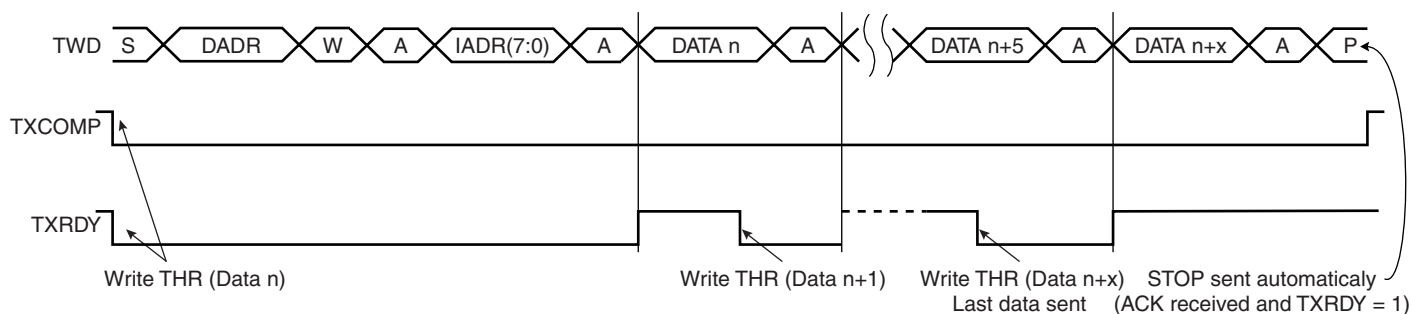 TWD S DADR W A IADR(7:0) A DATA n A DATA n+5 A DATA n+x A P
TXCOMP
TXRDY
Write THR (Data n) Write THR (Data n+1) Write THR (Data n+x) STOP sent automaticaly
Last data sent (ACK received and TXRDY = 1)